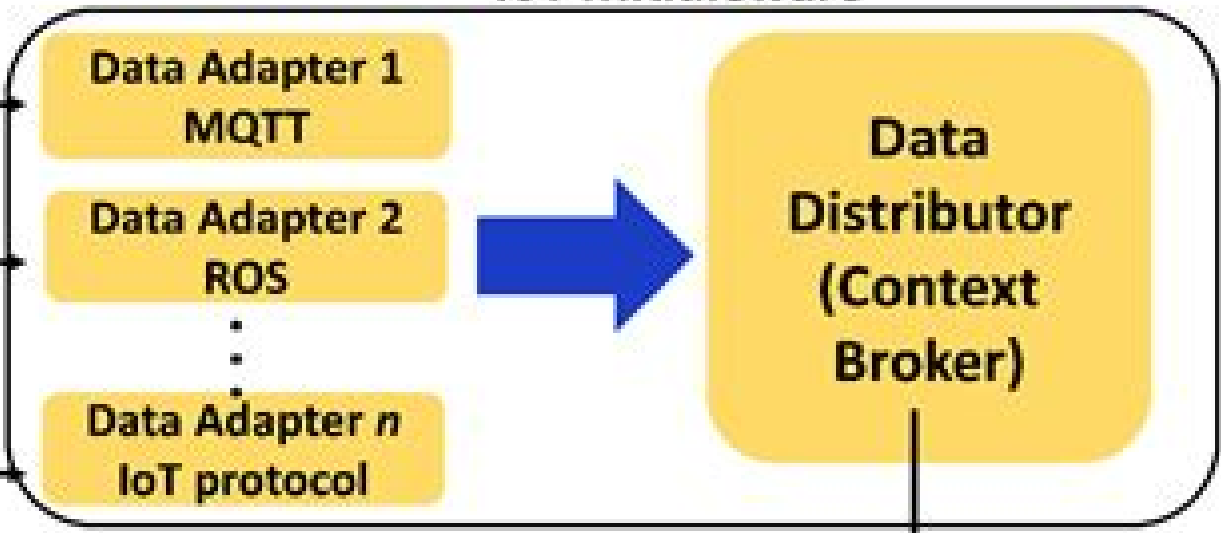 Data Adapter 1
MQTT
Data Adapter 2
ROS
Data Adapter n
IoT protocol
Data
Distributor
(Context
Broker)